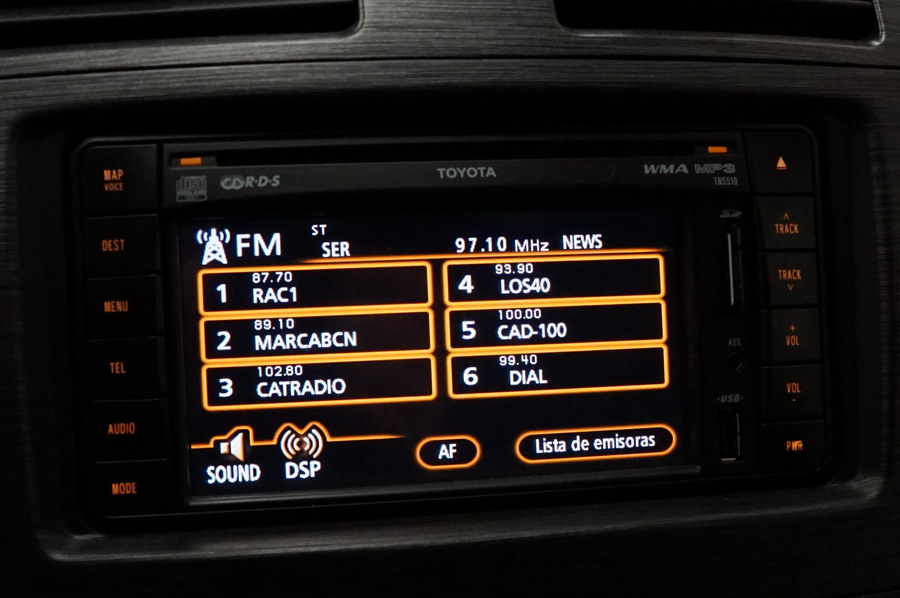 MAP
VOICE
DEST
MENU
TEL
AUDIO
MODE
CD R·D·S
TOYOTA
WMA MP3
TNS510
FM
ST
SER
97.10 MHz NEWS
1 87.70
RAC1
2 89.10
MARCABCN
3 102.80
CATRADIO
4 93.90
LOS40
5 100.00
CAD-100
6 99.40
DIAL
SOUND
DSP
AF
Lista de emisoras
SD
AUX
USB
TRACK
TRACK
+
VOL
VOL
-
PWR